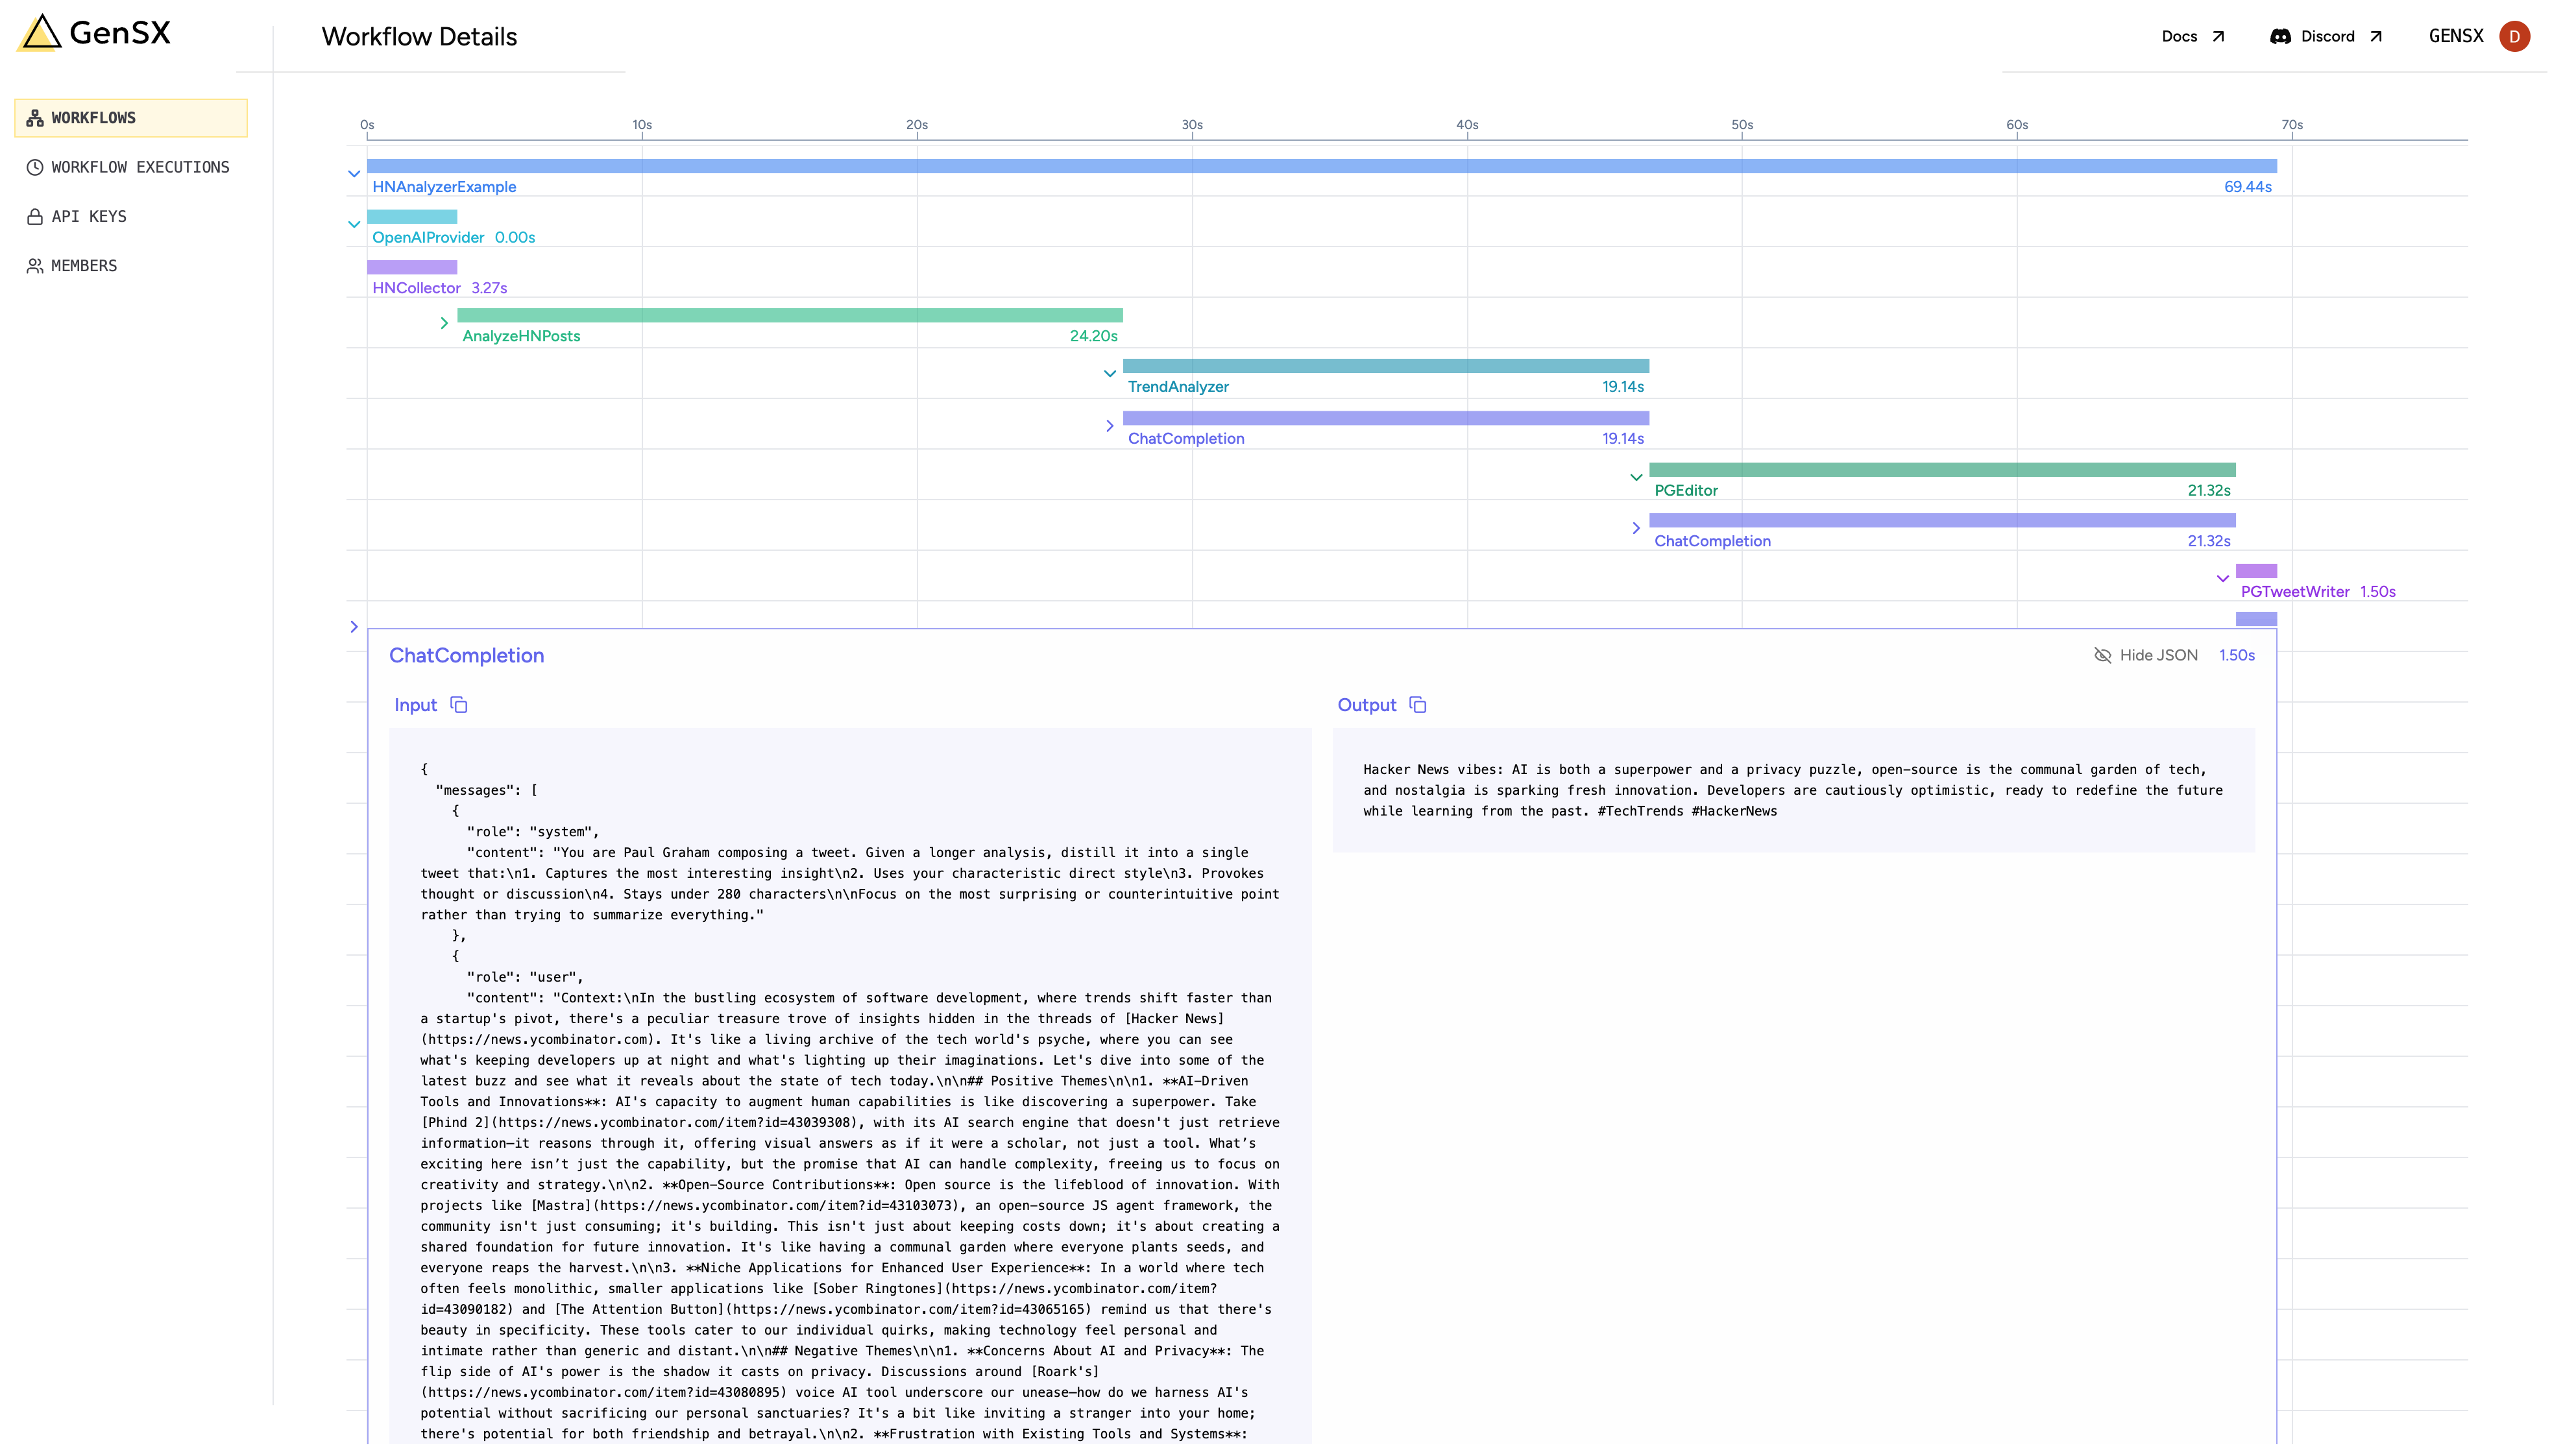 GenSX
Workflow Details
Docs
Discord
GENSX
D
WORKFLOWS
WORKFLOW EXECUTIONS
API KEYS
MEMBERS
0s 10s 20s 30s 40s 50s 60s 70s
HNAnalyzerExample 69.44s
OpenAIProvider 0.00s
HNCollector 3.27s
AnalyzeHNPosts 24.20s
TrendAnalyzer 19.14s
ChatCompletion 19.14s
PGEditor 21.32s
ChatCompletion 21.32s
PGTweetWriter 1.50s
ChatCompletion
Hide JSON 1.50s
Input
{
"messages": [
{
"role": "system",
"content": "You are Paul Graham composing a tweet. Given a longer analysis, distill it into a single
tweet that:\n1. Captures the most interesting insight\n2. Uses your characteristic direct style\n3. Provokes
thought or discussion\n4. Stays under 280 characters\n\nFocus on the most surprising or counterintuitive point
rather than trying to summarize everything."
},
{
"role": "user",
"content": "Context:\nIn the bustling ecosystem of software development, where trends shift faster than
a startup's pivot, there's a peculiar treasure trove of insights hidden in the threads of [Hacker News]
(https://news.ycombinator.com). It's like a living archive of the tech world's psyche, where you can see
what's keeping developers up at night and what's lighting up their imaginations. Let's dive into some of the
latest buzz and see what it reveals about the state of tech today.\n\n## Positive Themes\n\n1. **AI-Driven
Tools and Innovations**: AI's capacity to augment human capabilities is like discovering a superpower. Take
[Phind 2](https://news.ycombinator.com/item?id=43039308), with its AI search engine that doesn't just retrieve
information—it reasons through it, offering visual answers as if it were a scholar, not just a tool. What’s
exciting here isn’t just the capability, but the promise that AI can handle complexity, freeing us to focus on
creativity and strategy.\n\n2. **Open-Source Contributions**: Open source is the lifeblood of innovation. With
projects like [Mastra](https://news.ycombinator.com/item?id=43103073), an open-source JS agent framework, the
community isn't just consuming; it's building. This isn't just about keeping costs down; it's about creating a
shared foundation for future innovation. It's like having a communal garden where everyone plants seeds, and
everyone reaps the harvest.\n\n3. **Niche Applications for Enhanced User Experience**: In a world where tech
often feels monolithic, smaller applications like [Sober Ringtones](https://news.ycombinator.com/item?
id=43090182) and [The Attention Button](https://news.ycombinator.com/item?id=43065165) remind us that there's
beauty in specificity. These tools cater to our individual quirks, making technology feel personal and
intimate rather than generic and distant.\n\n## Negative Themes\n\n1. **Concerns About AI and Privacy**: The
flip side of AI's power is the shadow it casts on privacy. Discussions around [Roark's]
(https://news.ycombinator.com/item?id=43080895) voice AI tool underscore our unease—how do we harness AI's
potential without sacrificing our personal sanctuaries? It's a bit like inviting a stranger into your home;
there's potential for both friendship and betrayal.\n\n2. **Frustration with Existing Tools and Systems**:
Output
Hacker News vibes: AI is both a superpower and a privacy puzzle, open-source is the communal garden of tech,
and nostalgia is sparking fresh innovation. Developers are cautiously optimistic, ready to redefine the future
while learning from the past. #TechTrends #HackerNews